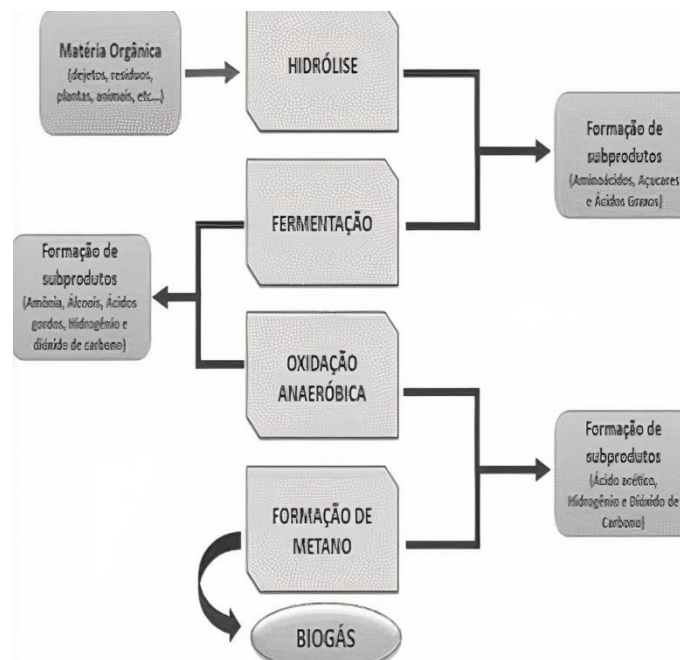 Matéria Orgânica
(dejetos, resíduos,
plantas, animais, etc...)
HIDRÓLISE
Formação de
subprodutos
(Aminoácidos, Açucares
e Ácidos Graxos)
FERMENTAÇÃO
Formação de
subprodutos
(Amônia, Álcoois, Ácidos
gordos, Hidrogênio e
dióxido de carbono)
OXIDAÇÃO
ANAERÓBICA
Formação de
subprodutos
(Ácido acético,
Hidrogênio e Dióxido de
Carbono)
FORMAÇÃO DE
METANO
BIOGÁS